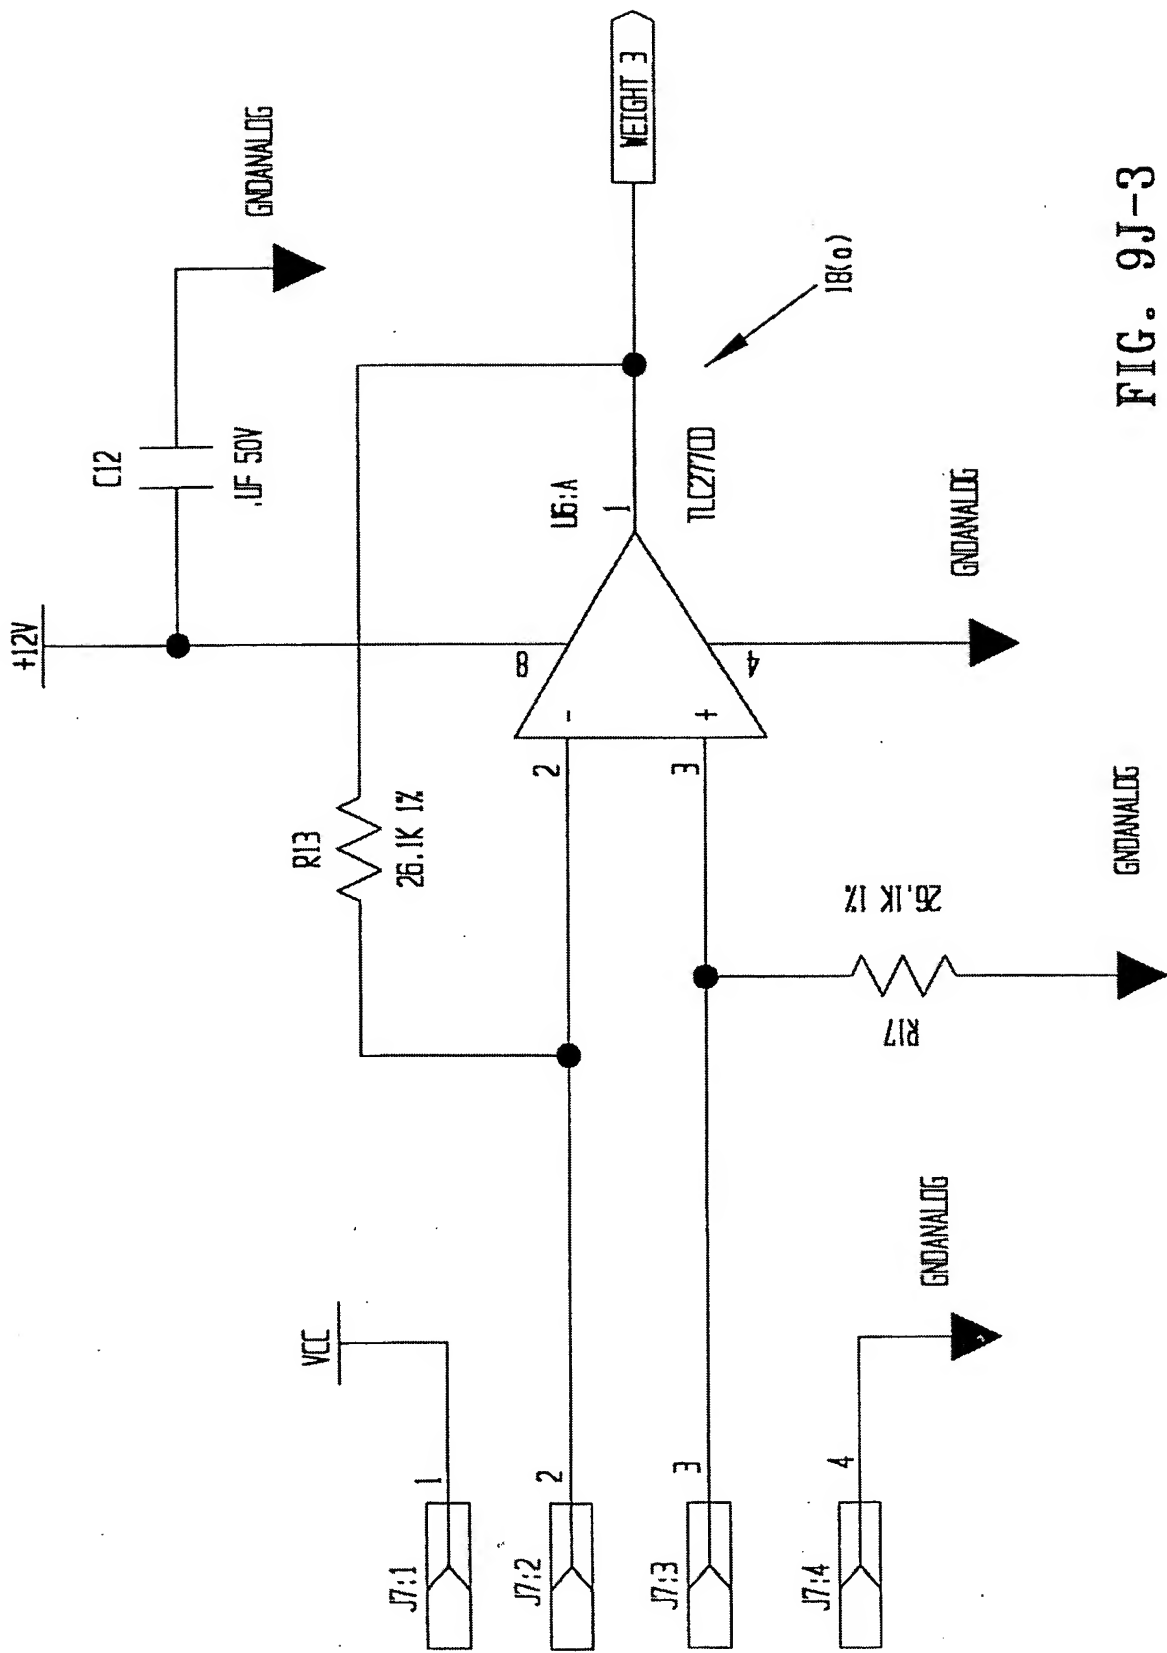 +12V
C12
.1UF 50V
GNDANALOG
R13
26.1K 1%
VCC
J7:1
1
J7:2
2
J7:3
3
J7:4
4
GNDANALOG
2
-
3
+
8
4
1
U6:A
TLC277CD
WEIGHT 3
18(a)
R17
26.1K 1%
GNDANALOG
GNDANALOG
FIG. 9J-3